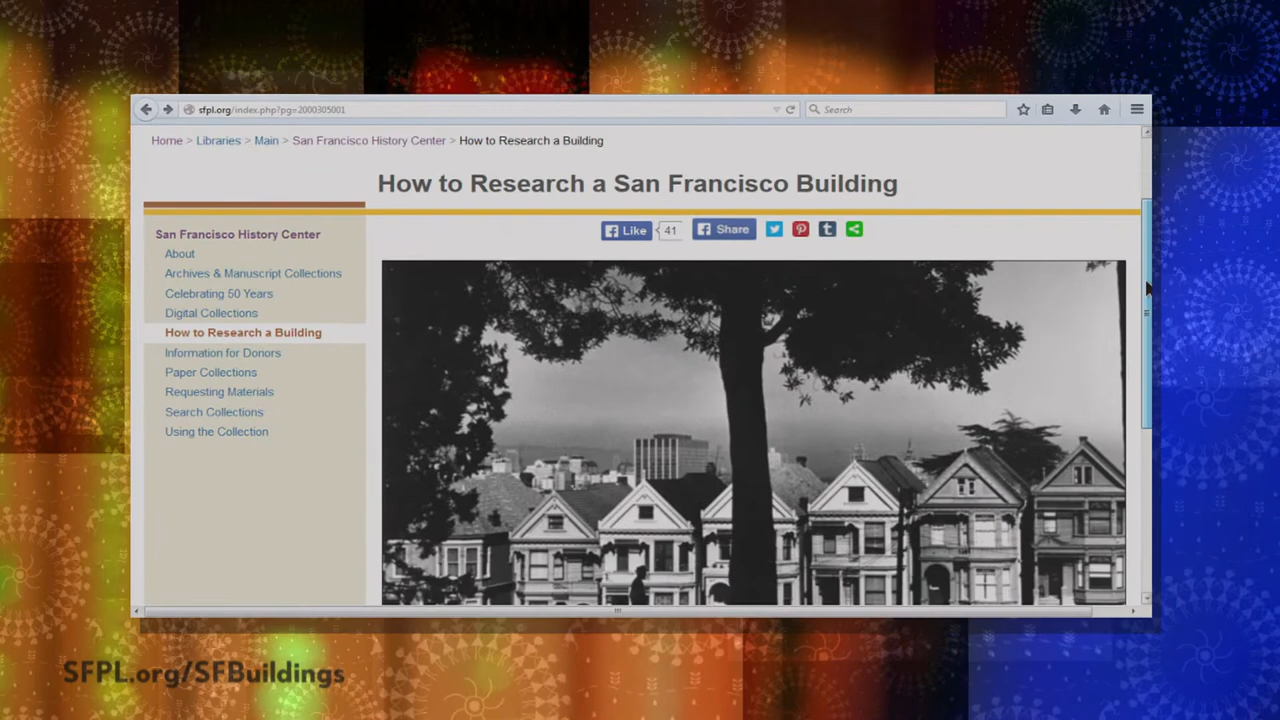 sfpl.org/index.php?pg=2000305001
Search
Home > Libraries > Main > San Francisco History Center > How to Research a Building
How to Research a San Francisco Building
Like 41 Share
San Francisco History Center
About
Archives & Manuscript Collections
Celebrating 50 Years
Digital Collections
How to Research a Building
Information for Donors
Paper Collections
Requesting Materials
Search Collections
Using the Collection
SFPL.org/SFBuildings